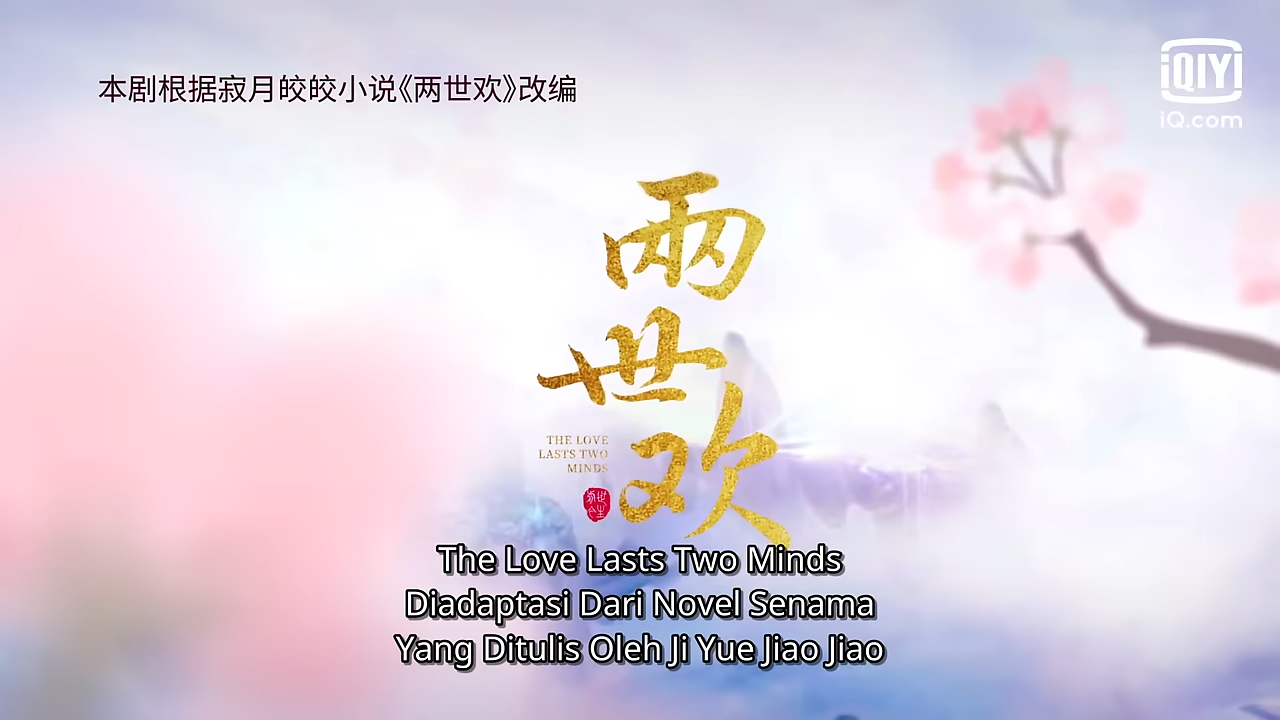 本剧根据寂月皎皎小说《两世欢》改编
iQIYI
iQ.com
兩世欢
THE LOVE
LASTS TWO
MINDS
The Love Lasts Two Minds
Diadaptasi Dari Novel Senama
Yang Ditulis Oleh Ji Yue Jiao Jiao